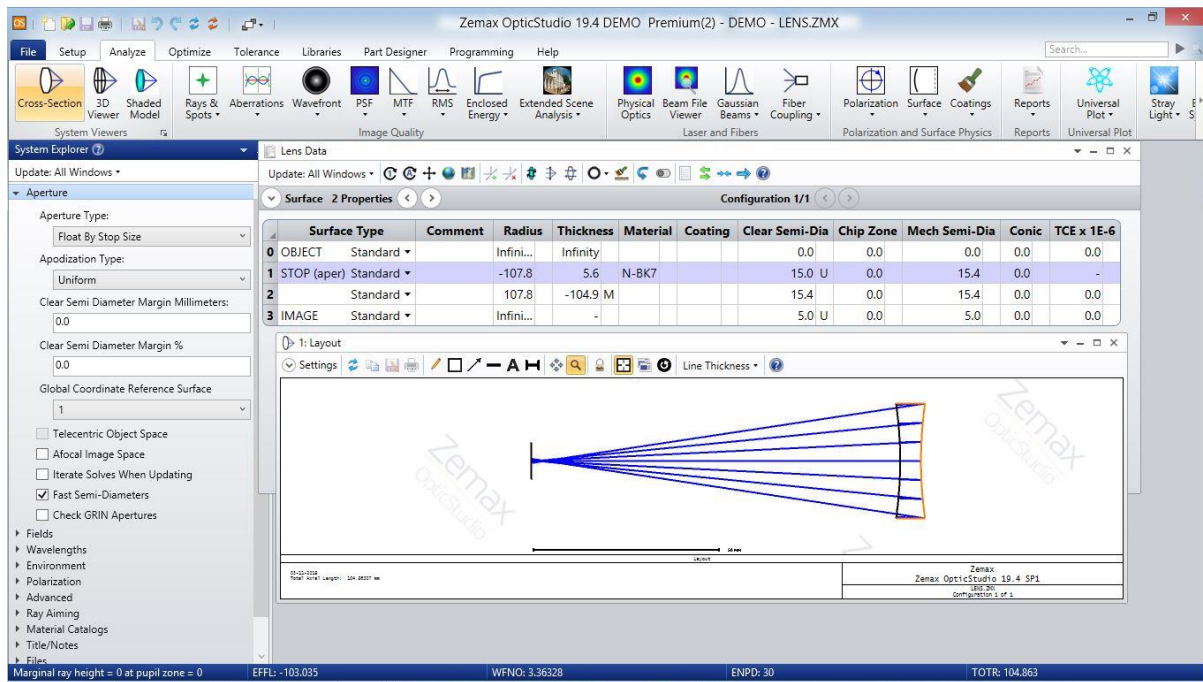 Zemax OpticStudio 19.4 DEMO Premium(2) - DEMO - LENS.ZMX
File Setup Analyze Optimize Tolerance Libraries Part Designer Programming Help Search...
Cross-Section 3D Viewer Shaded Model Rays & Spots Aberrations Wavefront PSF MTF RMS Enclosed Energy Extended Scene Analysis Physical Optics Beam File Viewer Gaussian Beams Fiber Coupling Polarization Surface Coatings Reports Universal Plot Stray Light
System Viewers Image Quality Laser and Fibers Polarization and Surface Physics Reports Universal Plot
System Explorer
Update: All Windows
Aperture
Aperture Type:
Float By Stop Size
Apodization Type:
Uniform
Clear Semi Diameter Margin Millimeters:
0.0
Clear Semi Diameter Margin %
0.0
Global Coordinate Reference Surface
1
Telecentric Object Space
Afocal Image Space
Iterate Solves When Updating
Fast Semi-Diameters
Check GRIN Apertures
Fields
Wavelengths
Environment
Polarization
Advanced
Ray Aiming
Material Catalogs
Title/Notes
Files
Lens Data
Update: All Windows
Surface 2 Properties Configuration 1/1
Surface Type Comment Radius Thickness Material Coating Clear Semi-Dia Chip Zone Mech Semi-Dia Conic TCE x 1E-6
0 OBJECT Standard Infini... Infinity 0.0 0.0 0.0 0.0 0.0
1 STOP (aper) Standard -107.8 5.6 N-BK7 15.0 U 0.0 15.4 0.0 -
2 Standard 107.8 -104.9 M 15.4 0.0 15.4 0.0 0.0
3 IMAGE Standard Infini... - 5.0 U 0.0 5.0 0.0 0.0
1: Layout
Settings Line Thickness
Zemax
OpticStudio
Zemax
OpticStudio
Layout
Zemax
Zemax OpticStudio 19.4 SP1
LENS.ZMX
Configuration 1 of 1
Marginal ray height = 0 at pupil zone = 0 EFFL: -103.035 WFNO: 3.36328 ENPD: 30 TOTR: 104.863